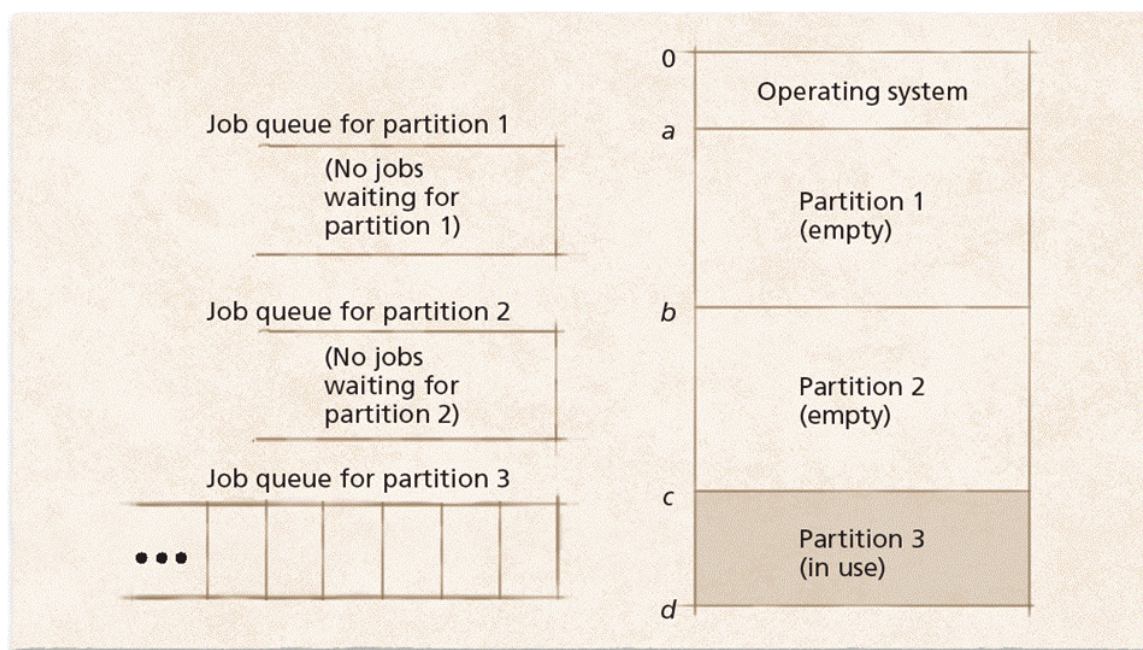 Job queue for partition 1
(No jobs
waiting for
partition 1)
Job queue for partition 2
(No jobs
waiting for
partition 2)
Job queue for partition 3
0
Operating system
a
Partition 1
(empty)
b
Partition 2
(empty)
c
Partition 3
(in use)
d